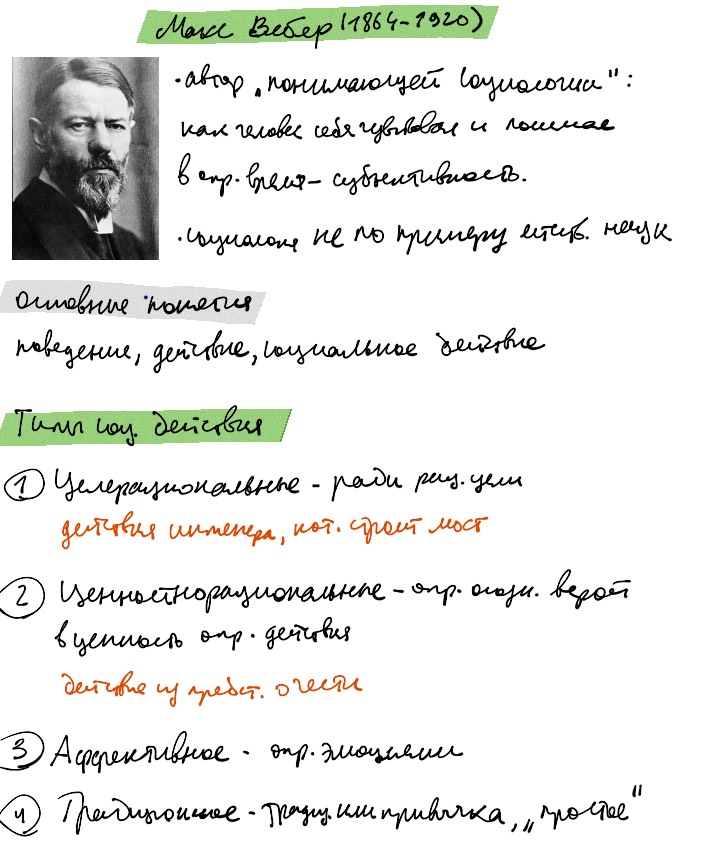 Макс Вебер (1864-1920)
· автор „понимающей социологии":
как человек себя чувствовал и понимал
в опр. время - субъективность.
· социология не по примеру естеств. наук
основные понятия
поведение, действие, социальное действие
Типы соц. действия
1 Целерациональные - ради рац. цели
действия инженера, кот. строит мост
2 Ценностнорациональные - опр. осозн. верой
в ценность опр. действия
действие из предст. о чести
3 Аффективное - опр. эмоциями
4 Традиционное - традиц. или привычка, „простое"